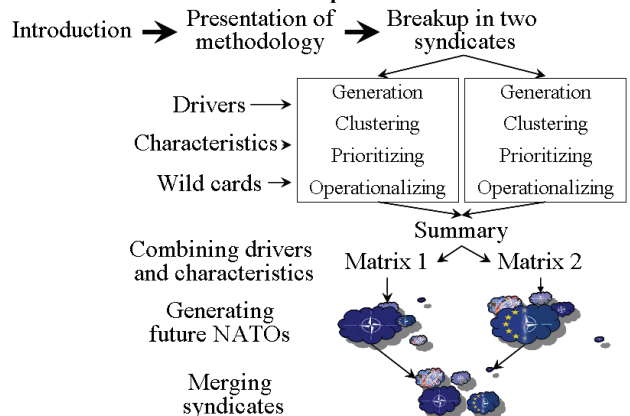 Introduction
Presentation of
methodology
Breakup in two
syndicates
Drivers
Characteristics
Wild cards
Generation
Clustering
Prioritizing
Operationalizing
Generation
Clustering
Prioritizing
Operationalizing
Summary
Combining drivers
and characteristics
Matrix 1
Matrix 2
Generating
future NATOs
Merging
syndicates